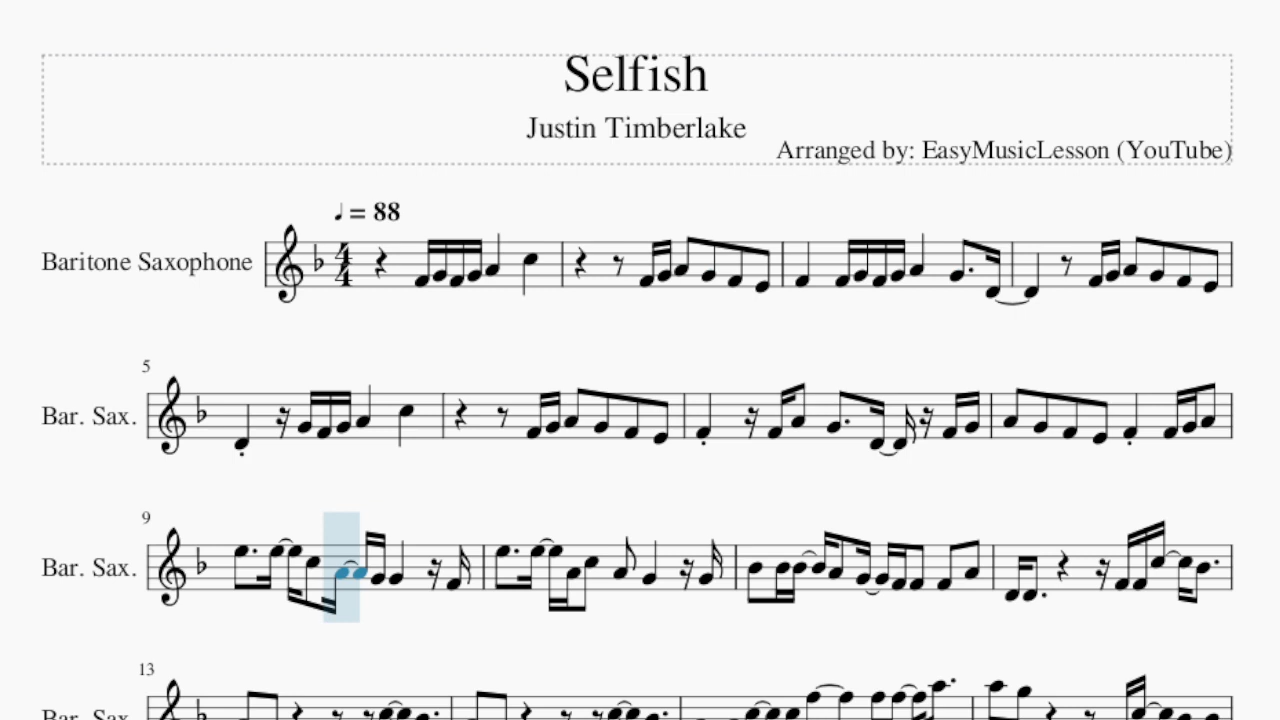 Selfish
Justin Timberlake
Arranged by: EasyMusicLesson (YouTube)
♩ = 88
Baritone Saxophone
4
4
5
Bar. Sax.
9
Bar. Sax.
13
Bar. Sax.